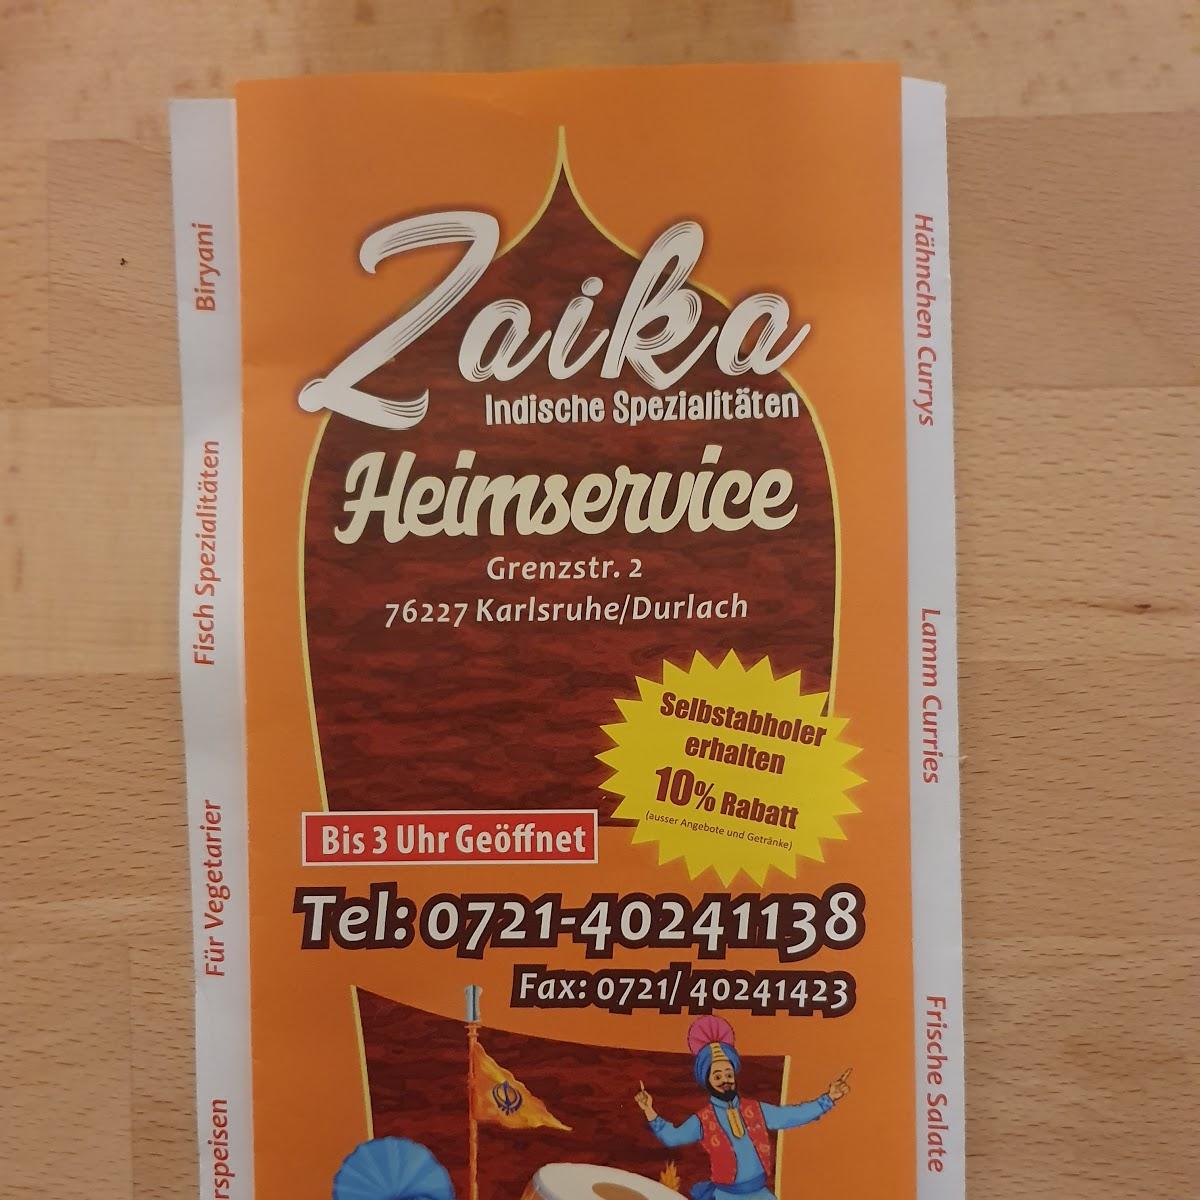 Zaika
Indische Spezialitäten
Heimservice
Grenzstr. 2
76227 Karlsruhe/Durlach
Selbstabholer
erhalten
10% Rabatt
(ausser Angebote und Getränke)
Bis 3 Uhr Geöffnet
Tel: 0721-40241138
Fax: 0721/ 40241423
Biryani
Fisch Spezialitäten
Für Vegetarier
rspeisen
Hähnchen Currys
Lamm Curries
Frische Salate